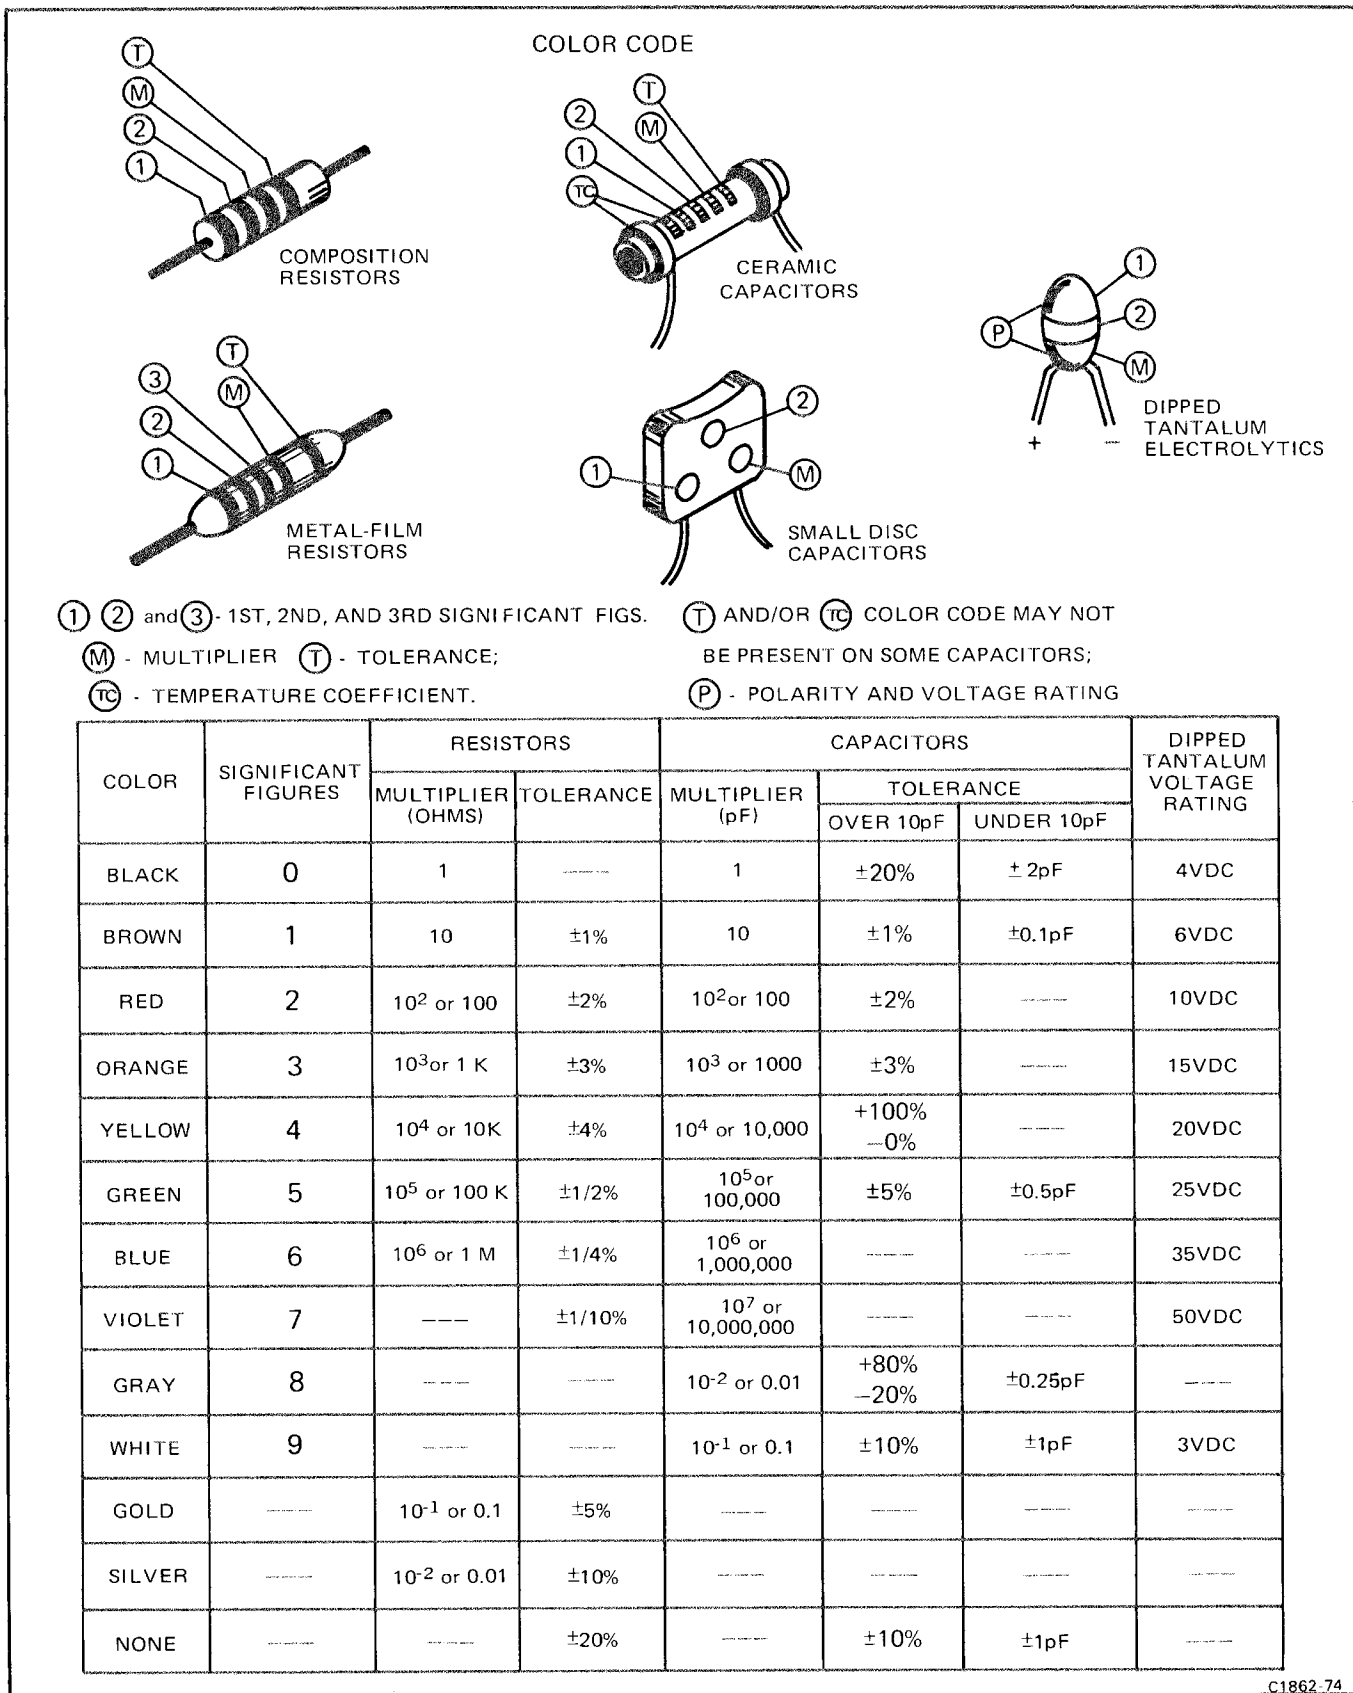 COLOR CODE
T
M
2
1
COMPOSITION
RESISTORS
T
2
M
1
TC
CERAMIC
CAPACITORS
1
2
P
M
+ —
DIPPED
TANTALUM
ELECTROLYTICS
T
3
M
2
1
METAL-FILM
RESISTORS
2
1
M
SMALL DISC
CAPACITORS
1 2 and 3 - 1ST, 2ND, AND 3RD SIGNIFICANT FIGS.
M - MULTIPLIER T - TOLERANCE;
TC - TEMPERATURE COEFFICIENT.
T AND/OR TC COLOR CODE MAY NOT
BE PRESENT ON SOME CAPACITORS;
P - POLARITY AND VOLTAGE RATING
COLOR
SIGNIFICANT
FIGURES
RESISTORS
MULTIPLIER
(OHMS)
TOLERANCE
CAPACITORS
MULTIPLIER
(pF)
TOLERANCE
OVER 10pF UNDER 10pF
DIPPED
TANTALUM
VOLTAGE
RATING
BLACK 0 1 ---- 1 ±20% ± 2pF 4VDC
BROWN 1 10 ±1% 10 ±1% ±0.1pF 6VDC
RED 2 10² or 100 ±2% 10²or 100 ±2% ---- 10VDC
ORANGE 3 10³or 1 K ±3% 10³ or 1000 ±3% ---- 15VDC
YELLOW 4 10⁴ or 10K ±4% 10⁴ or 10,000 +100% —0% ---- 20VDC
GREEN 5 10⁵ or 100 K ±1/2% 10⁵or 100,000 ±5% ±0.5pF 25VDC
BLUE 6 10⁶ or 1 M ±1/4% 10⁶ or 1,000,000 ---- ---- 35VDC
VIOLET 7 --- ±1/10% 10⁷ or 10,000,000 ---- ---- 50VDC
GRAY 8 ---- ---- 10⁻² or 0.01 +80% —20% ±0.25pF ----
WHITE 9 ---- ---- 10⁻¹ or 0.1 ±10% ±1pF 3VDC
GOLD ---- 10⁻¹ or 0.1 ±5% ---- ---- ---- ----
SILVER ---- 10⁻² or 0.01 ±10% ---- ---- ---- ----
NONE ---- ---- ±20% ---- ±10% ±1pF ----
C1862-74